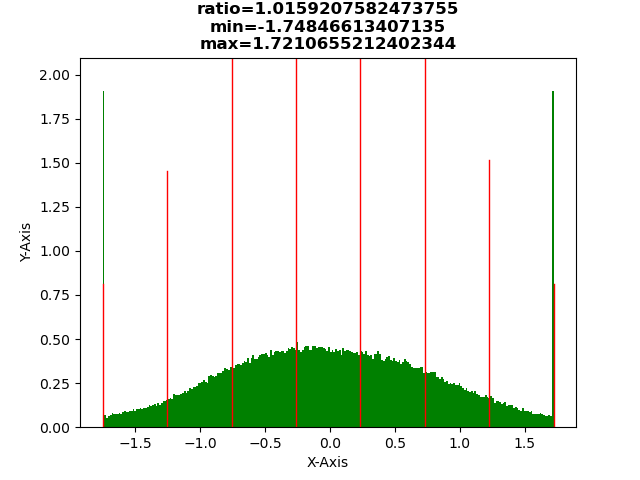 ratio=1.0159207582473755
min=-1.74846613407135
max=1.7210655212402344
2.00
1.75
1.50
1.25
1.00
0.75
0.50
0.25
0.00
Y-Axis
−1.5 −1.0 −0.5 0.0 0.5 1.0 1.5
X-Axis